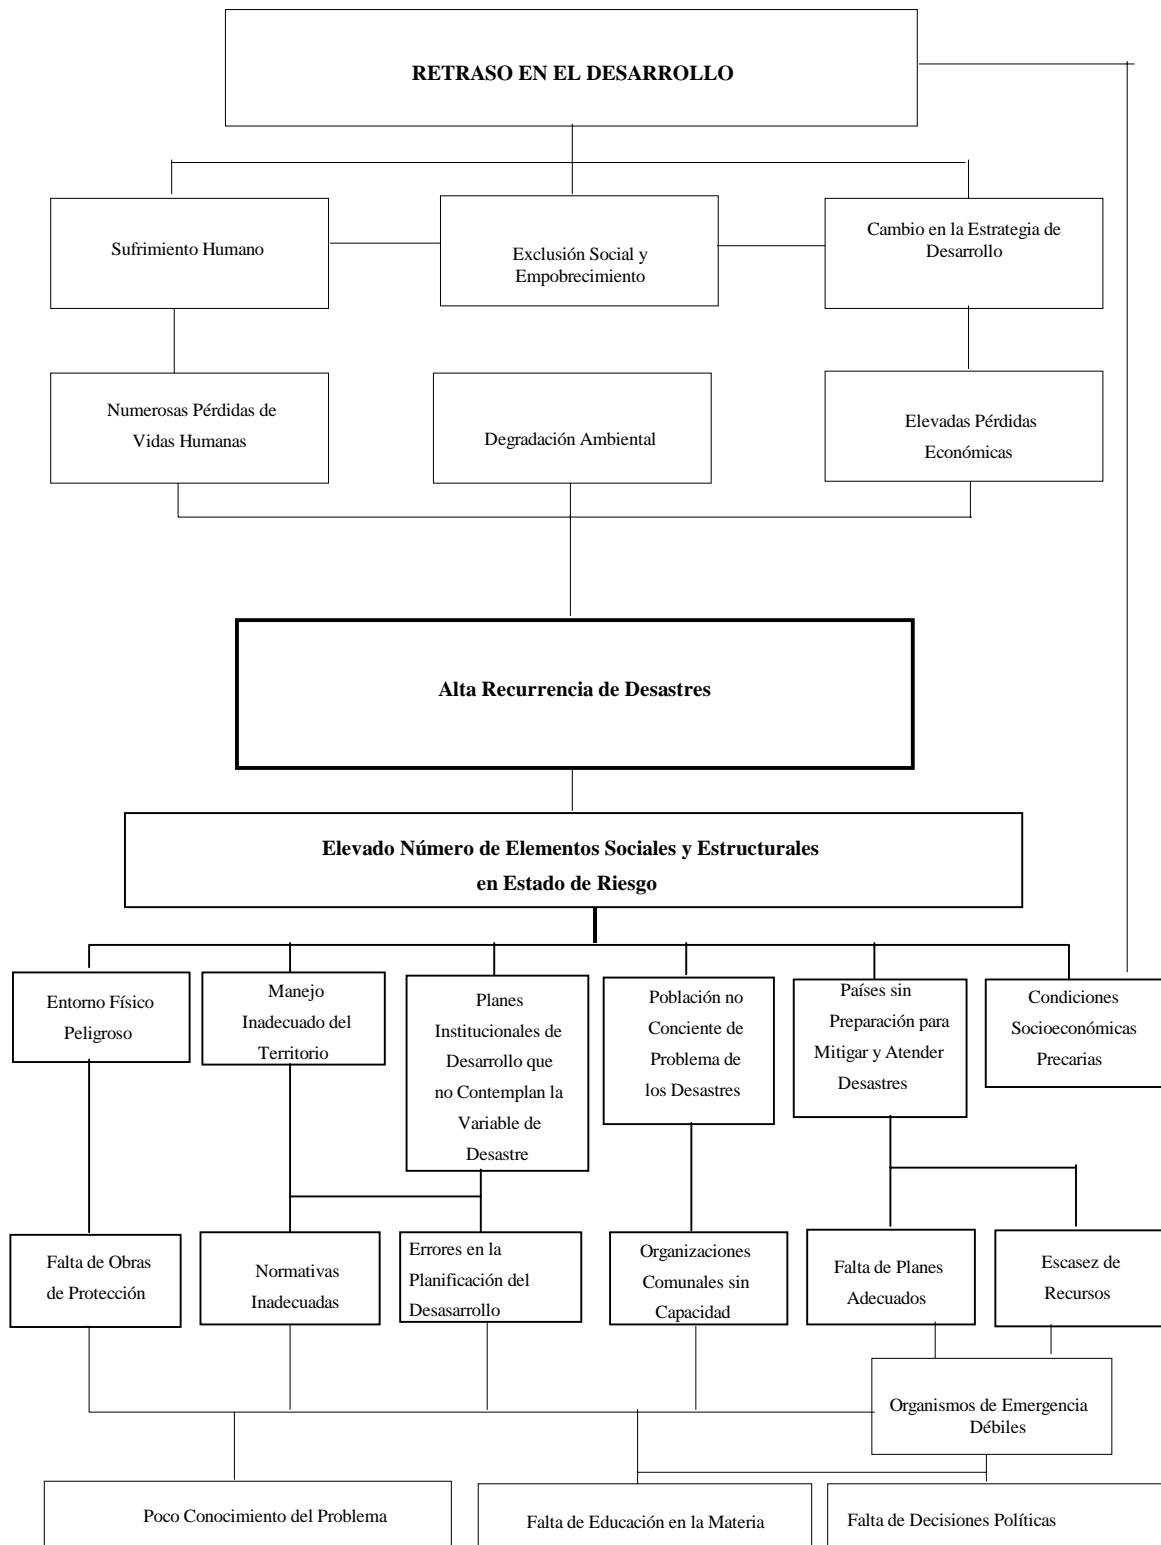 RETRASO EN EL DESARROLLO
Sufrimiento Humano
Exclusión Social y
Empobrecimiento
Cambio en la Estrategia de
Desarrollo
Numerosas Pérdidas de
Vidas Humanas
Degradación Ambiental
Elevadas Pérdidas
Económicas
Alta Recurrencia de Desastres
Elevado Número de Elementos Sociales y Estructurales
en Estado de Riesgo
Entorno Físico
Peligroso
Manejo
Inadecuado del
Territorio
Planes
Institucionales de
Desarrollo que
no Contemplan la
Variable de
Desastre
Población no
Conciente de
Problema de
los Desastres
Países sin
Preparación para
Mitigar y Atender
Desastres
Condiciones
Socioeconómicas
Precarias
Falta de Obras
de Protección
Normativas
Inadecuadas
Errores en la
Planificación del
Desasarrollo
Organizaciones
Comunales sin
Capacidad
Falta de Planes
Adecuados
Escasez de
Recursos
Organismos de Emergencia
Débiles
Poco Conocimiento del Problema
Falta de Educación en la Materia
Falta de Decisiones Políticas